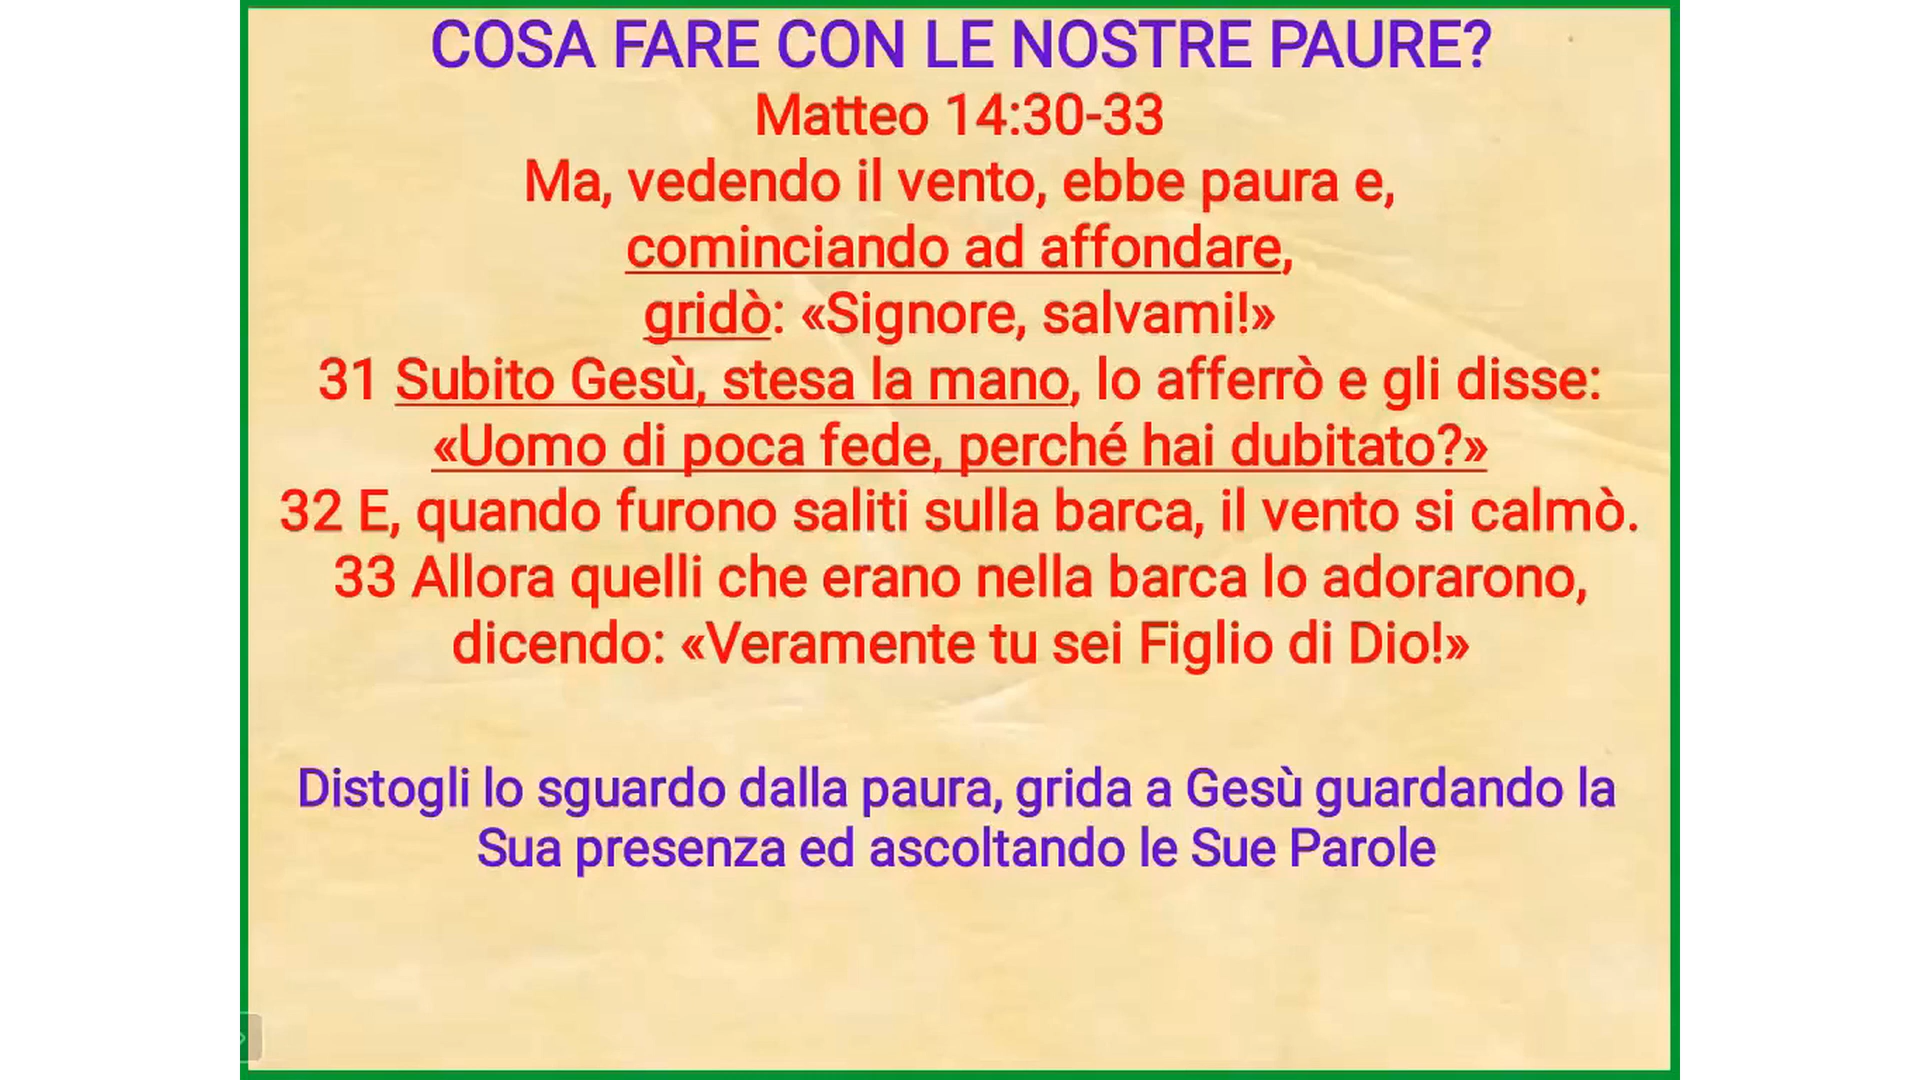 COSA FARE CON LE NOSTRE PAURE?
Matteo 14:30-33
Ma, vedendo il vento, ebbe paura e,
cominciando ad affondare,
gridò: «Signore, salvami!»
31 Subito Gesù, stesa la mano, lo afferrò e gli disse:
«Uomo di poca fede, perché hai dubitato?»
32 E, quando furono saliti sulla barca, il vento si calmò.
33 Allora quelli che erano nella barca lo adorarono,
dicendo: «Veramente tu sei Figlio di Dio!»
Distogli lo sguardo dalla paura, grida a Gesù guardando la
Sua presenza ed ascoltando le Sue Parole